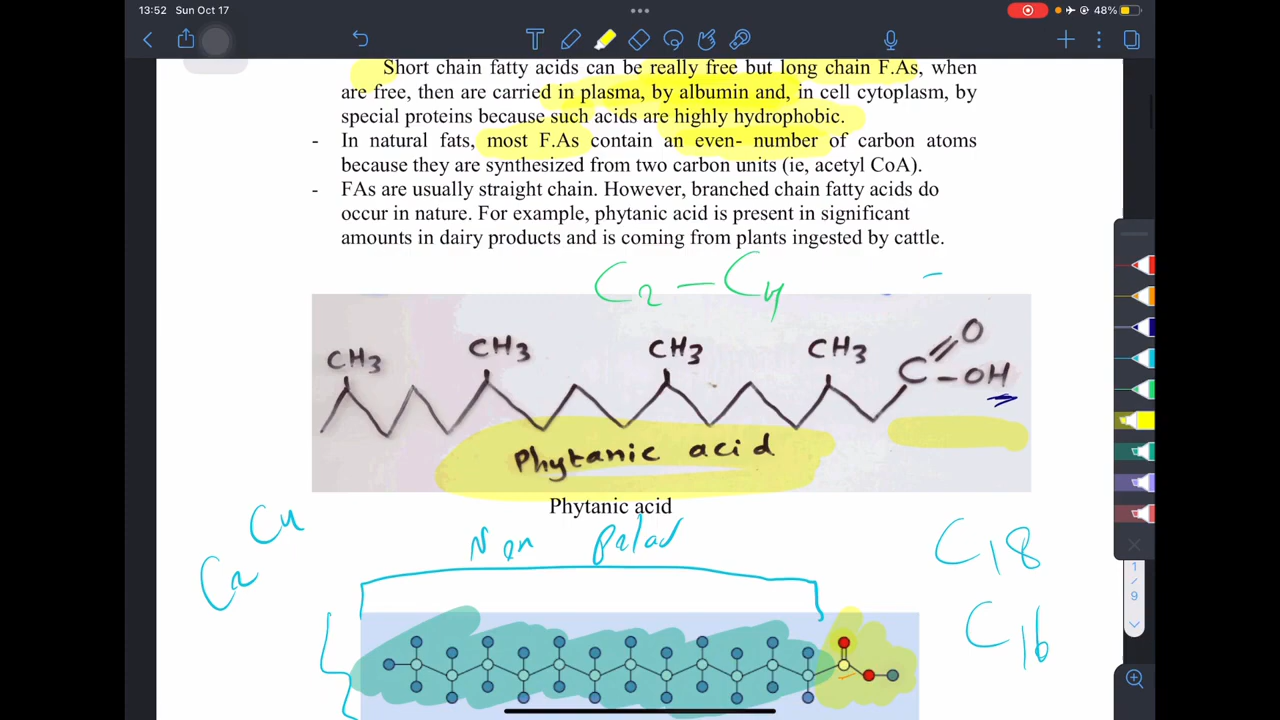 13:52 Sun Oct 17
48%
T
Short chain fatty acids can be really free but long chain F.As, when
are free, then are carried in plasma, by albumin and, in cell cytoplasm, by
special proteins because such acids are highly hydrophobic.
- In natural fats, most F.As contain an even- number of carbon atoms
because they are synthesized from two carbon units (ie, acetyl CoA).
- FAs are usually straight chain. However, branched chain fatty acids do
occur in nature. For example, phytanic acid is present in significant
amounts in dairy products and is coming from plants ingested by cattle.
C2 - C4
CH3 CH3 CH3 CH3 C O - OH
Phytanic acid
Phytanic acid
Non
C18
C16
1
/
9